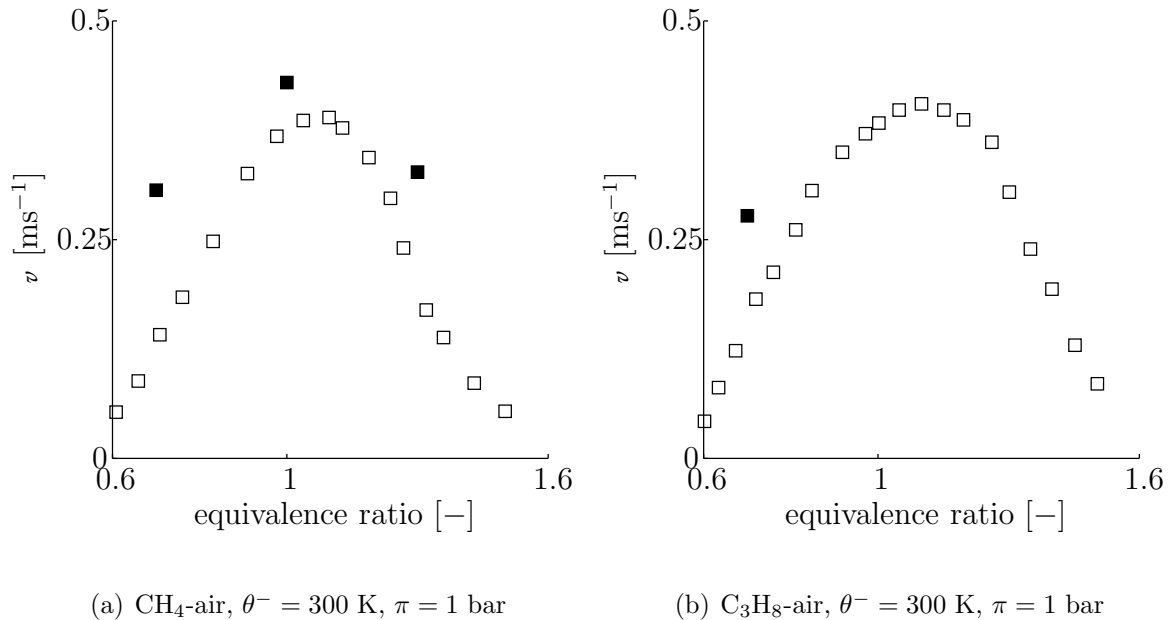 0.5
0.25
0
v [ms⁻¹]
0.6
1
1.6
equivalence ratio [−]
(a) CH₄-air, θ⁻ = 300 K, π = 1 bar
0.5
0.25
0
v [ms⁻¹]
0.6
1
1.6
equivalence ratio [−]
(b) C₃H₈-air, θ⁻ = 300 K, π = 1 bar